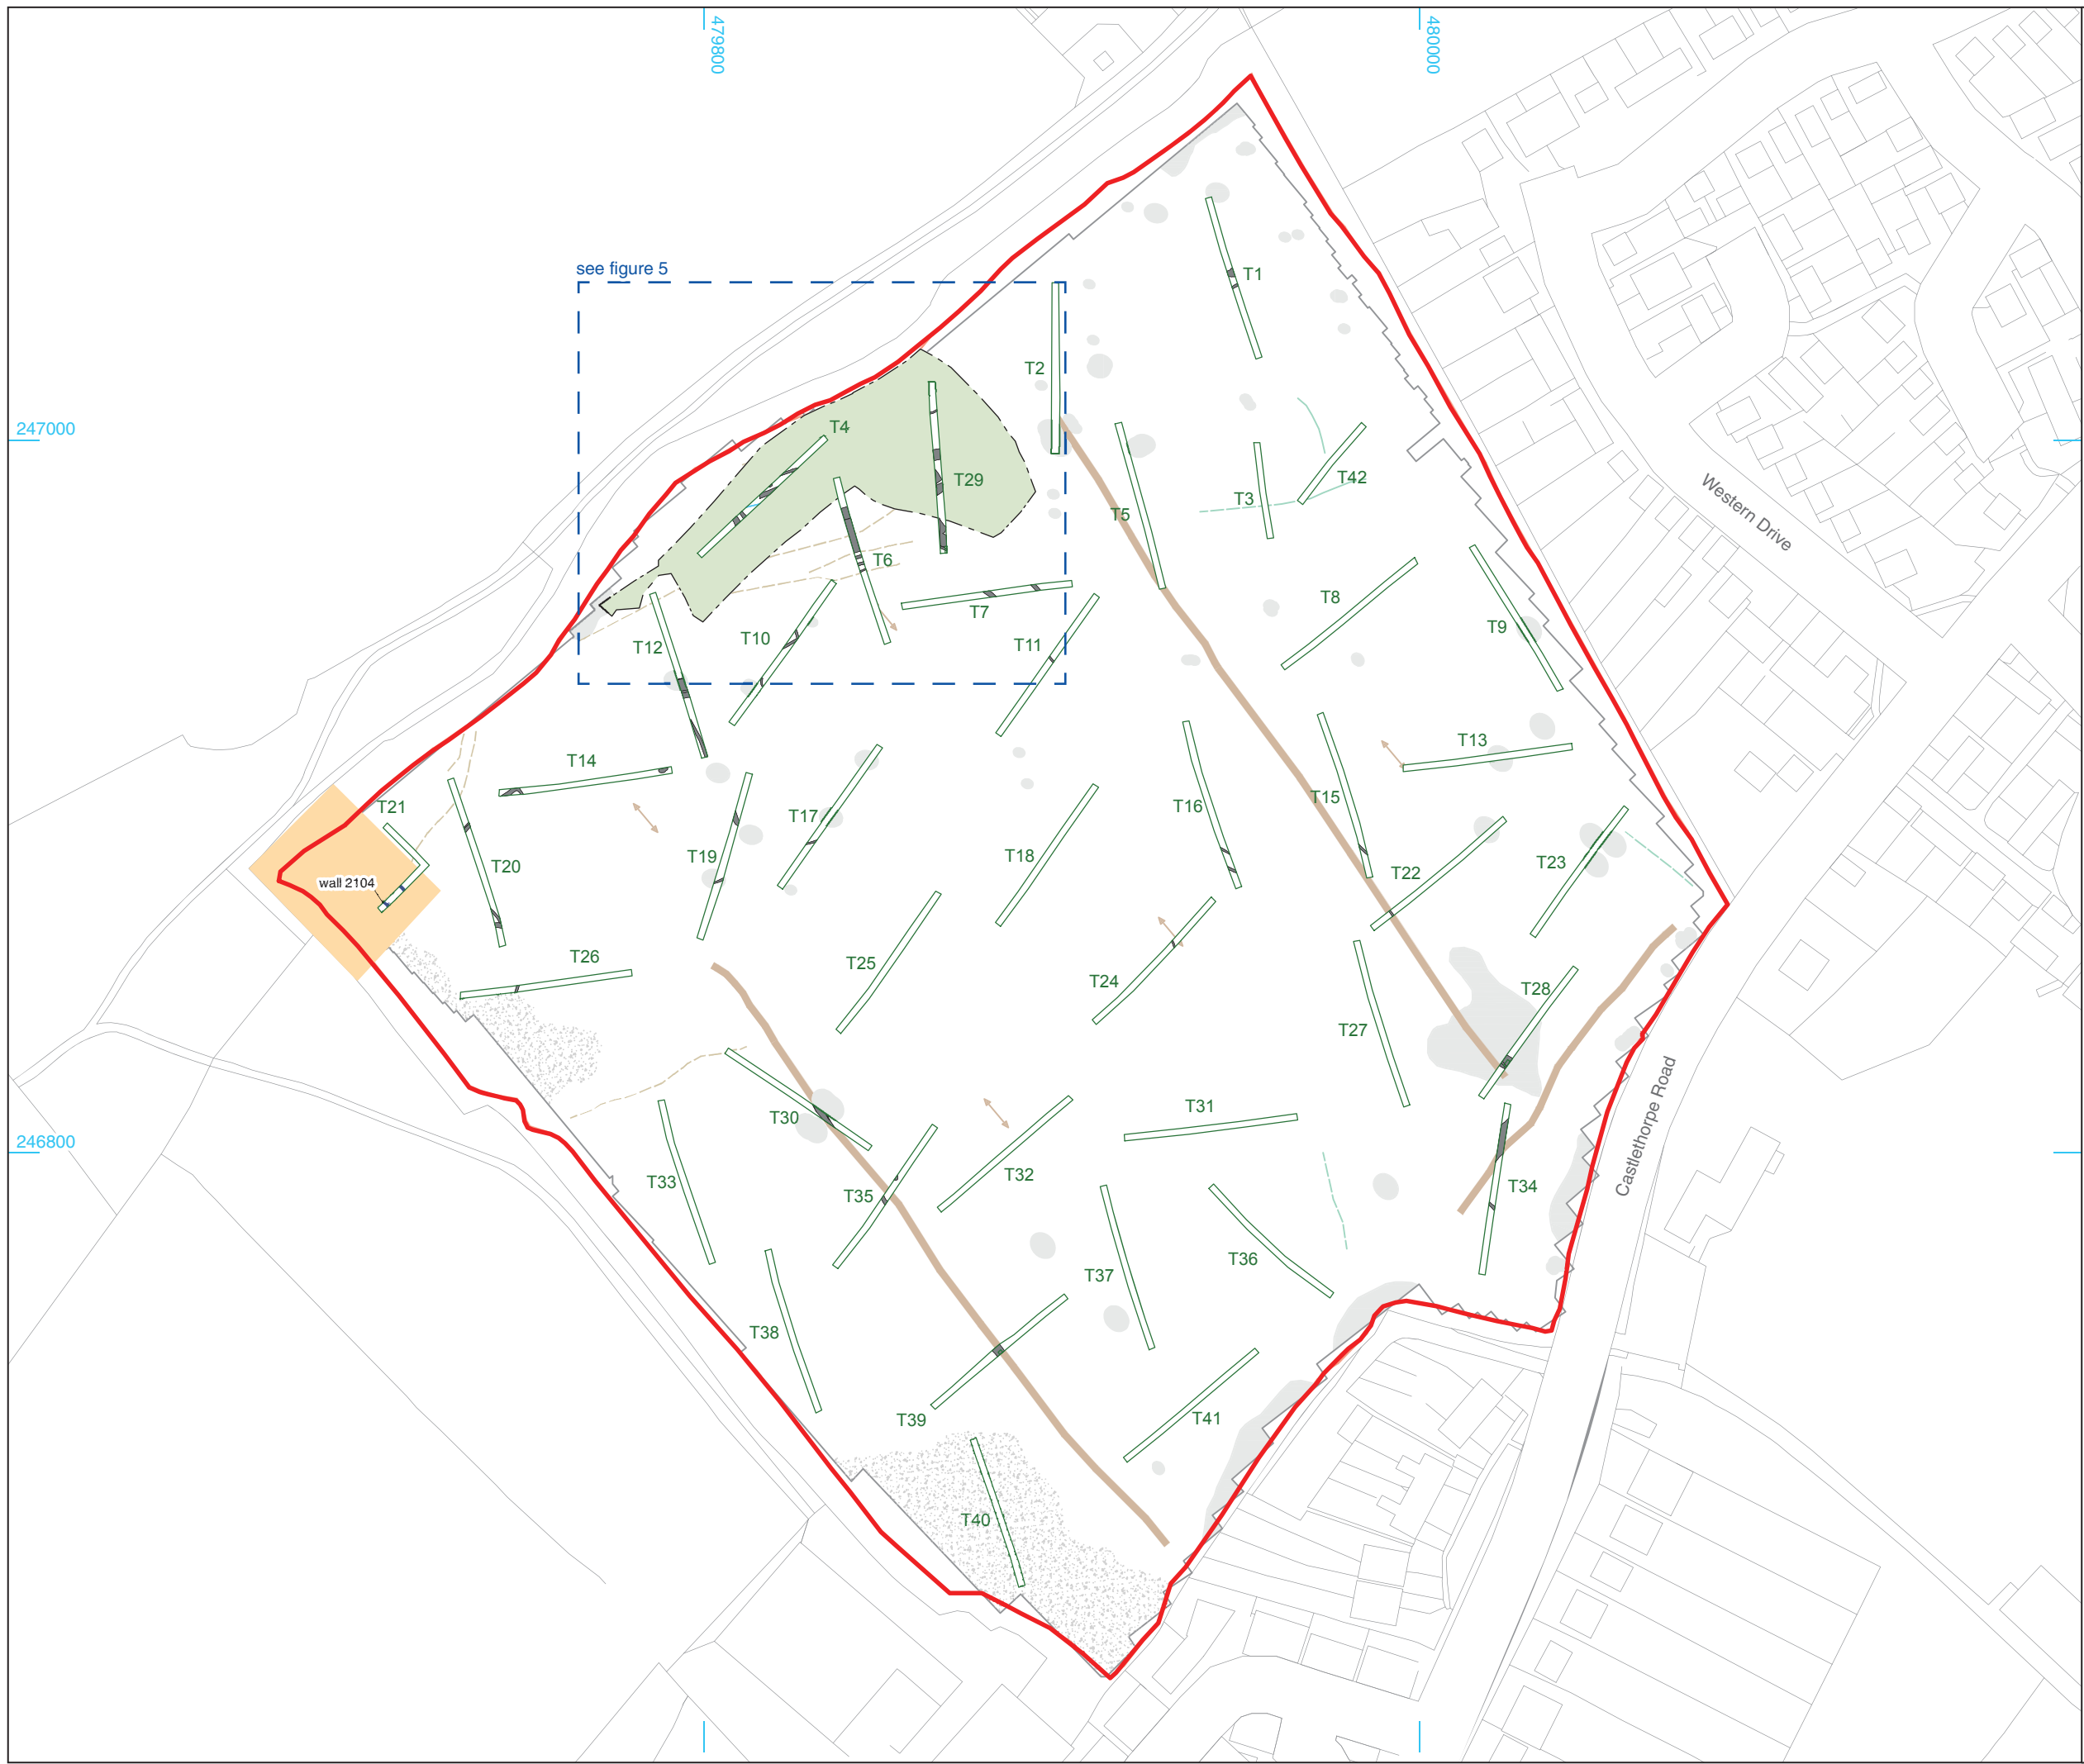 479800
480000
see figure 5
T1
T2
247000
T4
T29
T42
T3
T5
Western Drive
T6
T8
T7
T9
T10
T11
T12
T13
T14
T15
T21
T16
T17
T19
T18
T20
T22
T23
wall 2104
T26
T25
T24
T28
T27
T31
T30
Castlethorpe Road
246800
T33
T32
T35
T34
T36
T37
T38
T39
T41
T40